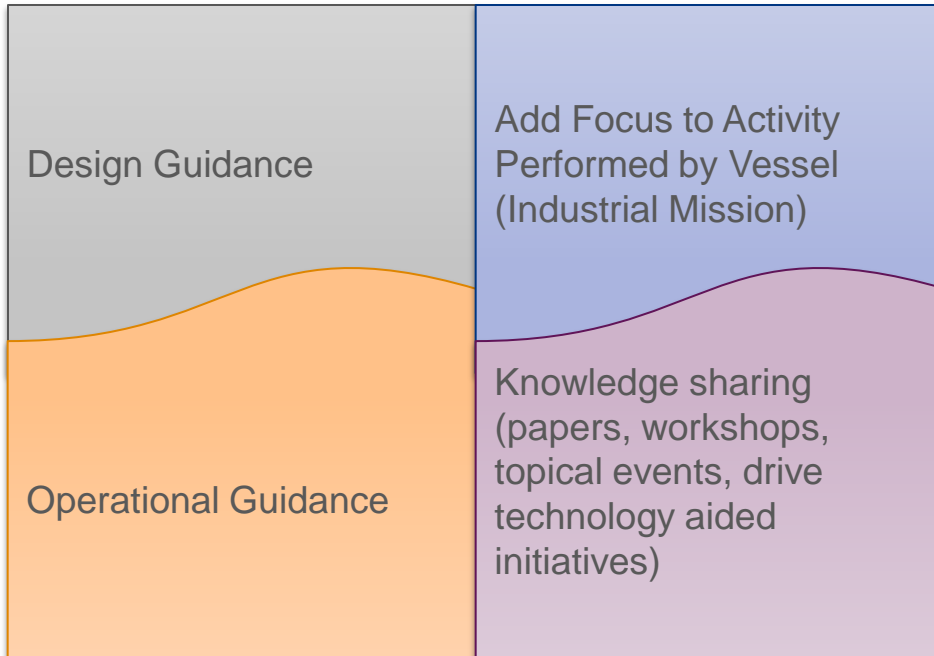 Design Guidance
Add Focus to Activity
Performed by Vessel
(Industrial Mission)
Operational Guidance
Knowledge sharing
(papers, workshops,
topical events, drive
technology aided
initiatives)